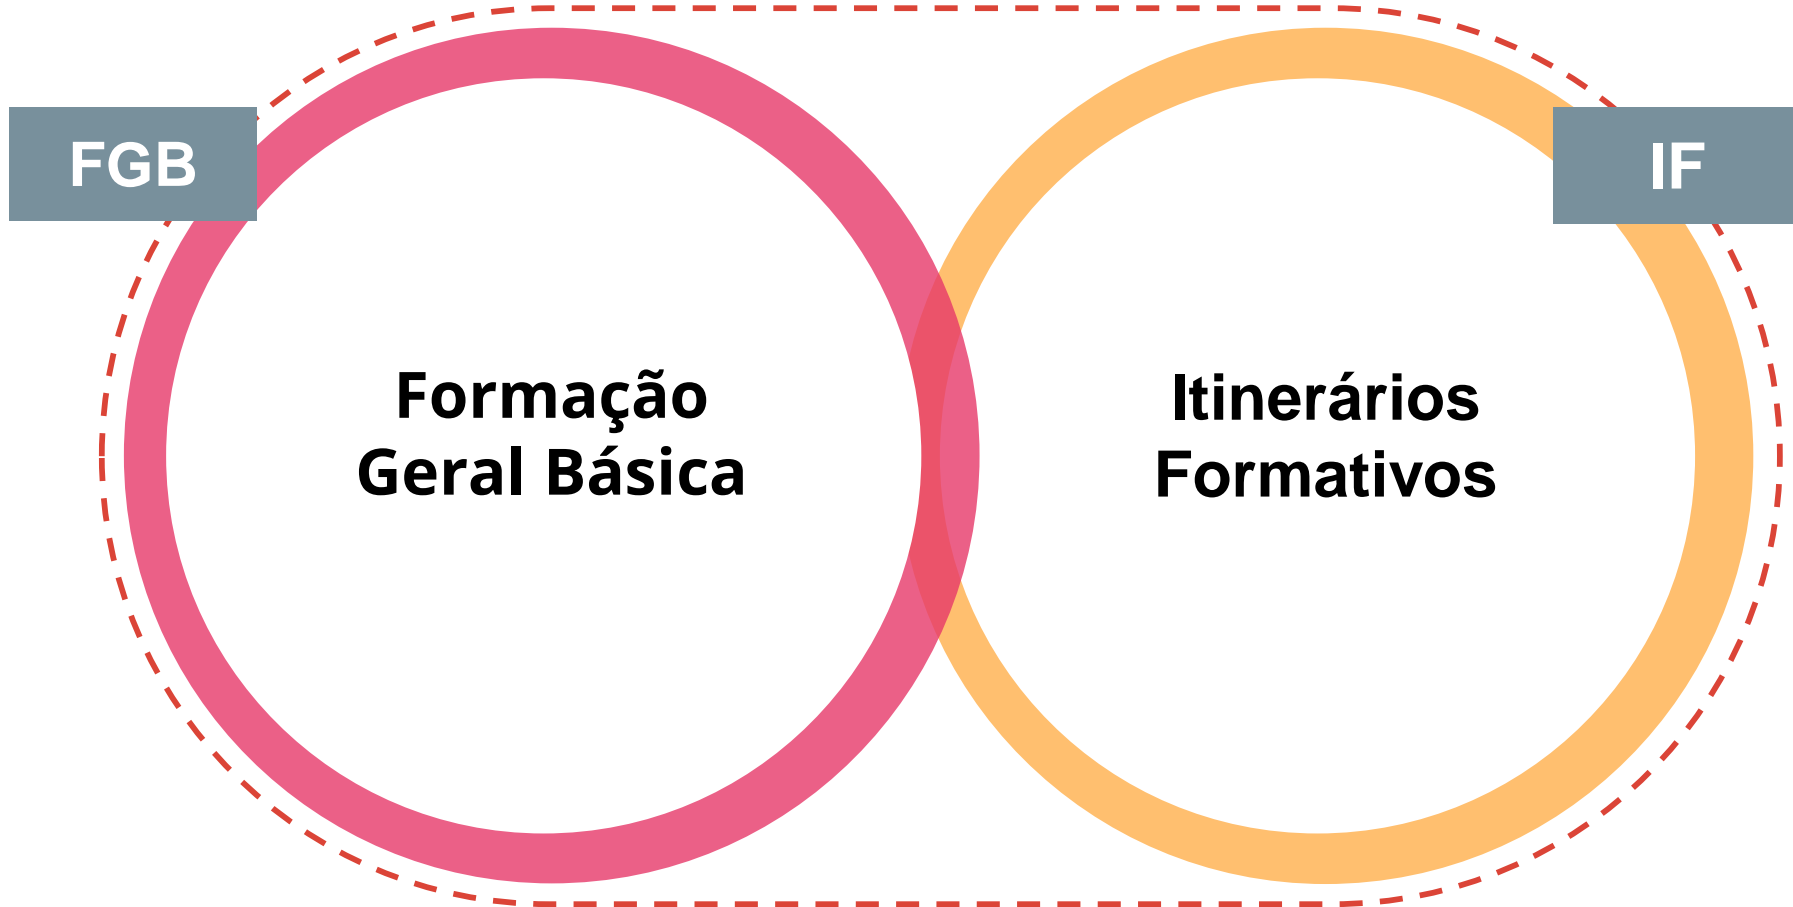 FGB
IF
Formação
Geral Básica
Itinerários
Formativos